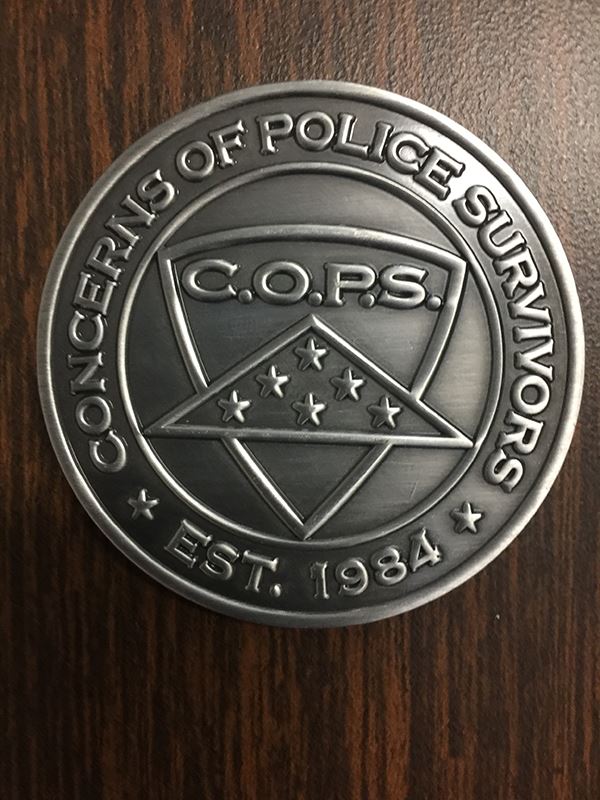 CONCERNS OF POLICE SURVIVORS
C.O.P.S.
EST. 1984